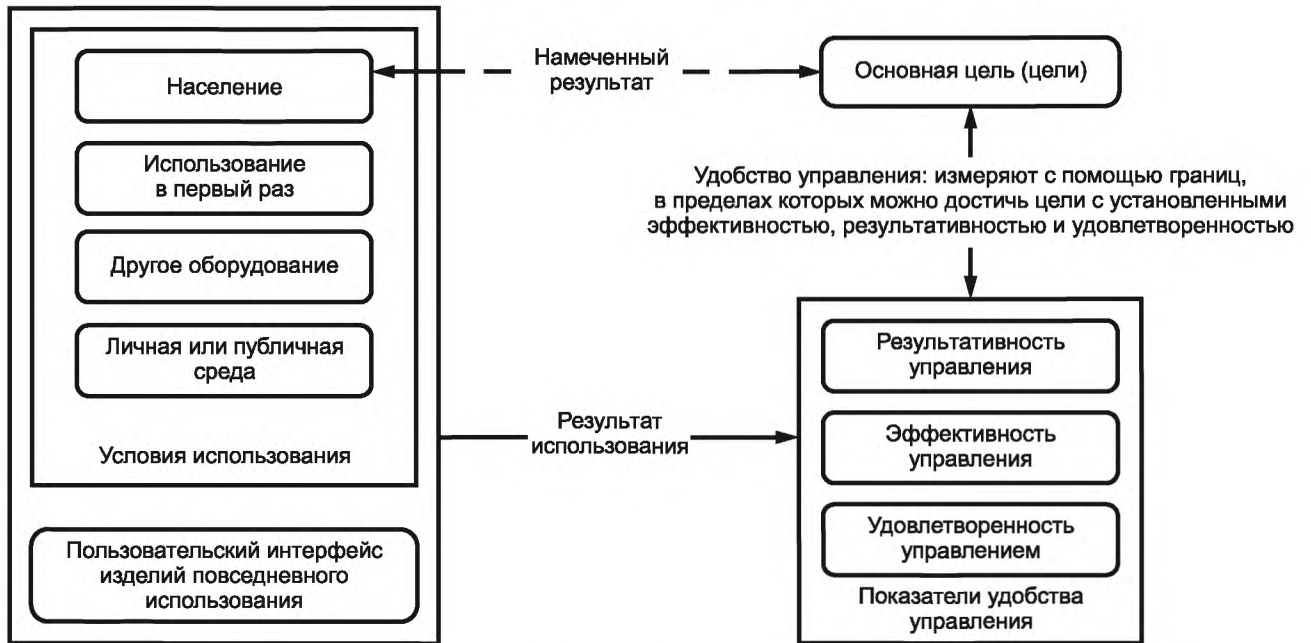 Население
Использование
в первый раз
Другое оборудование
Личная или публичная
среда
Условия использования
Пользовательский интерфейс
изделий повседневного
использования
Намеченный
результат
Основная цель (цели)
Удобство управления: измеряют с помощью границ,
в пределах которых можно достичь цели с установленными
эффективностью, результативностью и удовлетворенностью
Результат
использования
Результативность
управления
Эффективность
управления
Удовлетворенность
управлением
Показатели удобства
управления